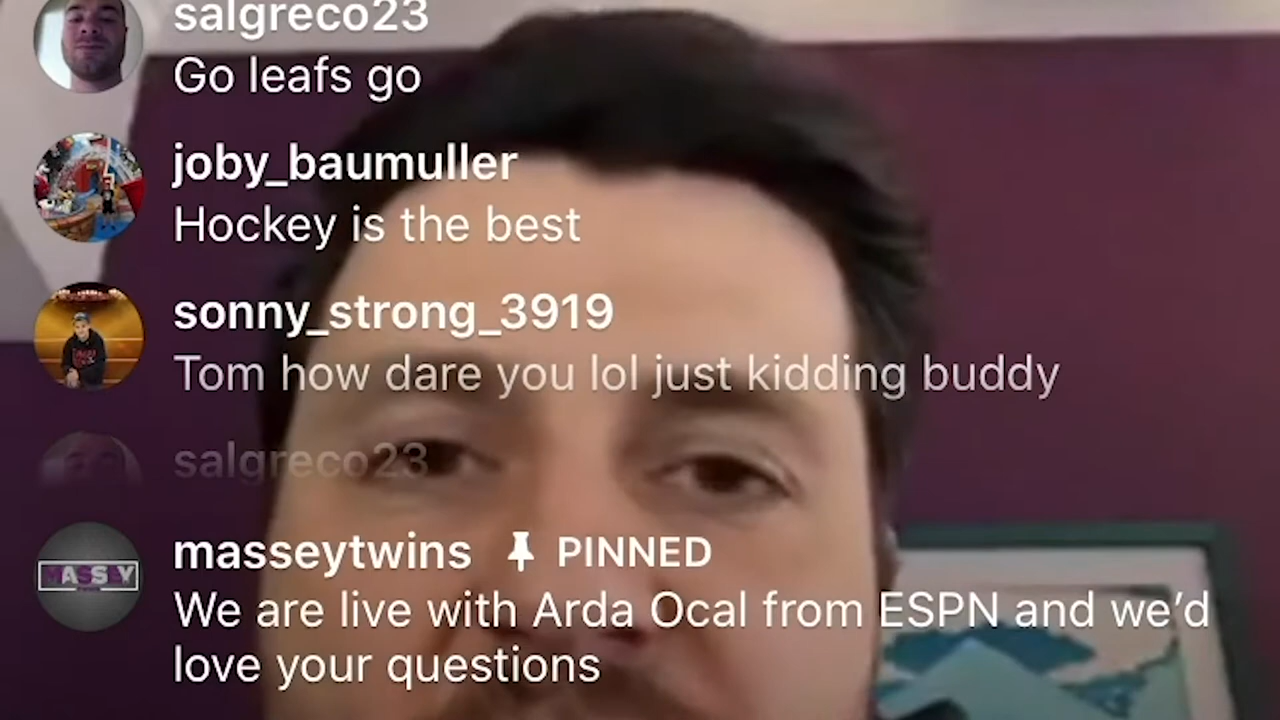 salgreco23
Go leafs go
joby_baumuller
Hockey is the best
sonny_strong_3919
Tom how dare you lol just kidding buddy
salgreco23
masseytwins PINNED
We are live with Arda Ocal from ESPN and we’d
love your questions
MASSEY